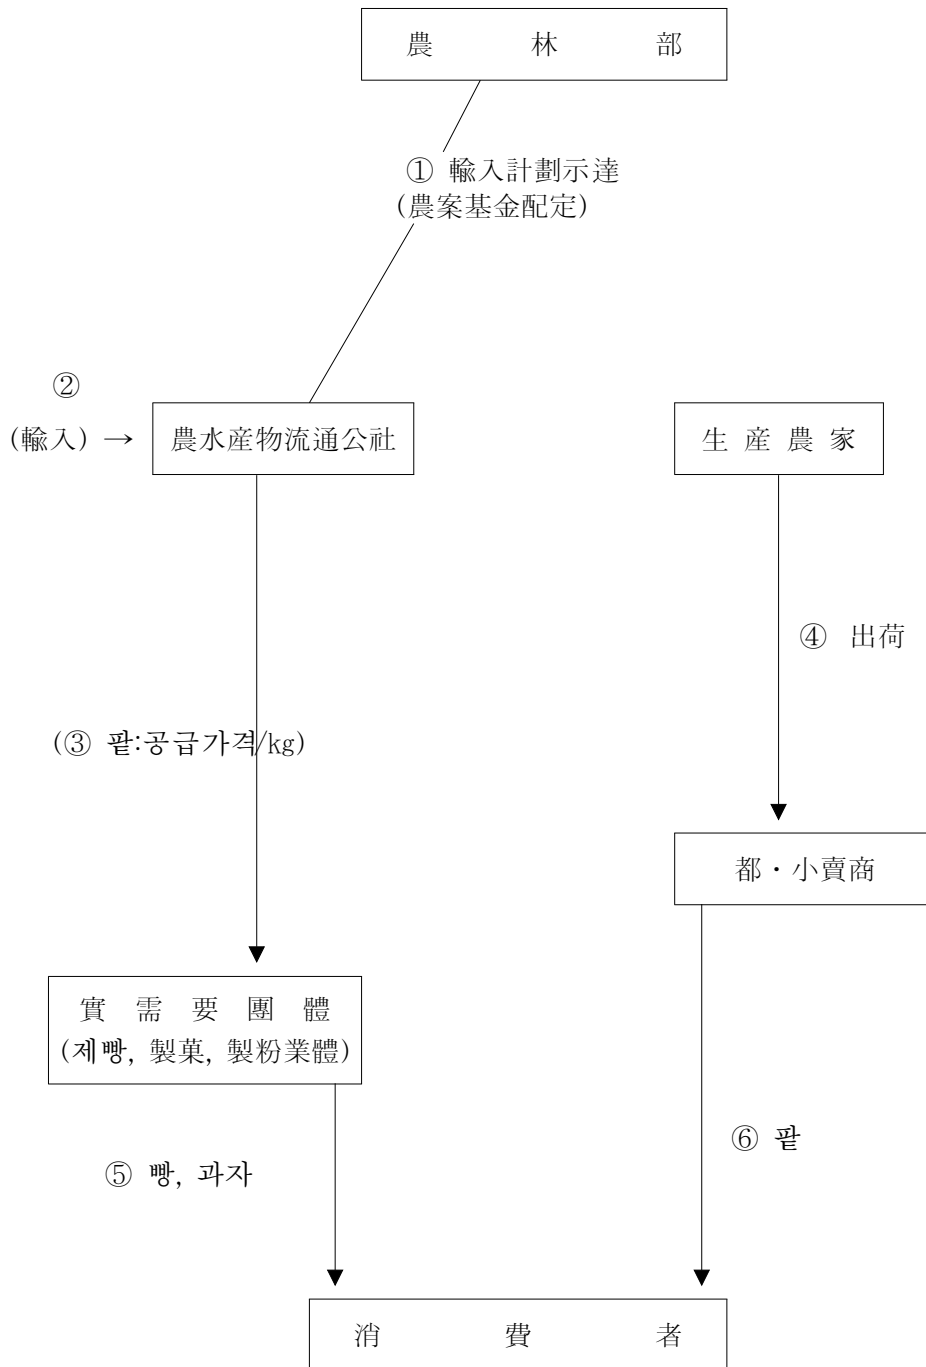 農 林 部
① 輸入計劃示達
(農案基金配定)
②
(輸入) →
農水産物流通公社
生 産 農 家
④ 出荷
(③ 팥:공급가격/kg)
都·小賣商
實 需 要 團 體
(제빵, 製菓, 製粉業體)
⑥ 팥
⑤ 빵, 과자
消 費 者